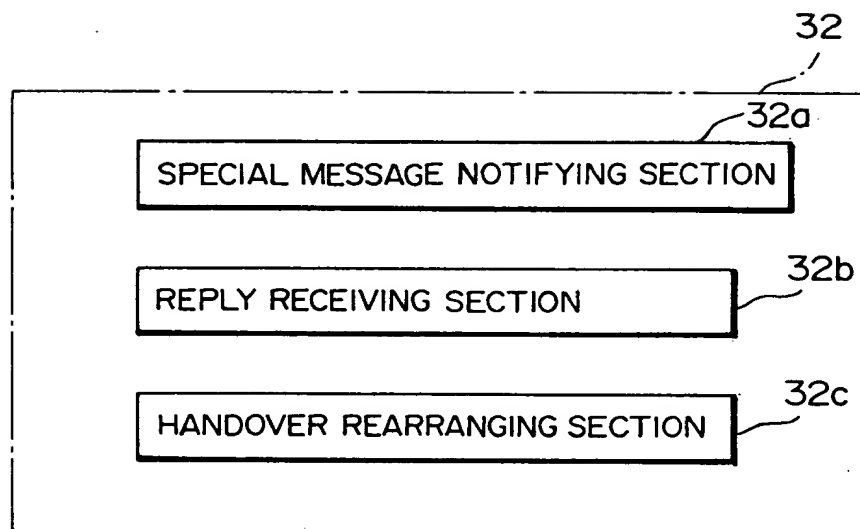 32
32a
SPECIAL MESSAGE NOTIFYING SECTION
32b
REPLY RECEIVING SECTION
32c
HANDOVER REARRANGING SECTION